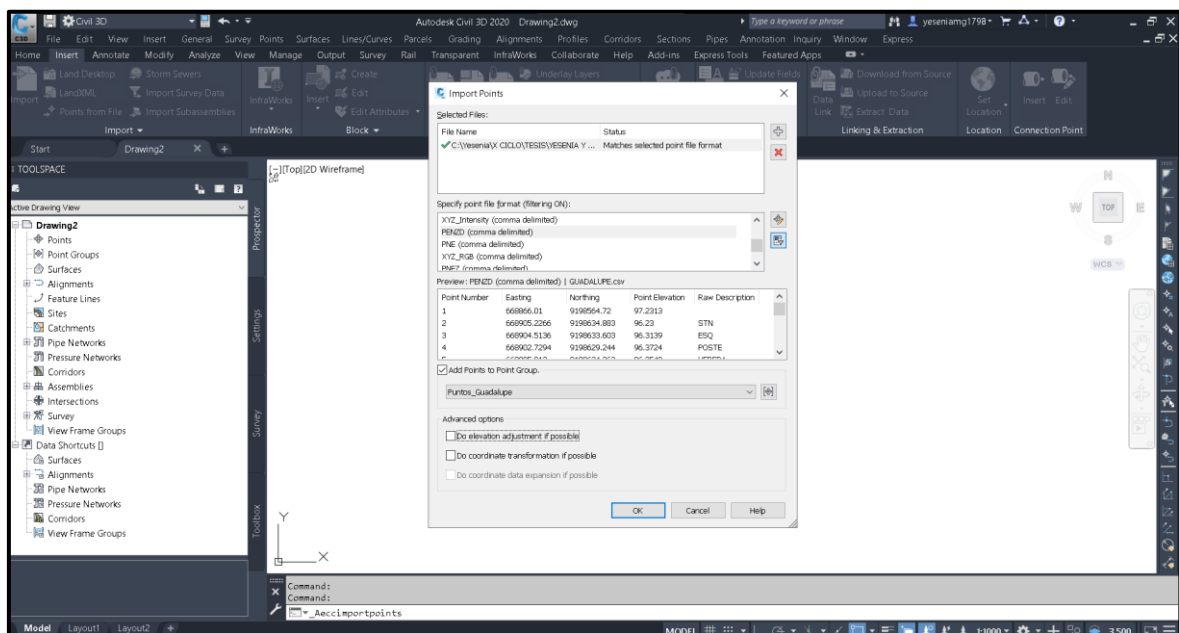 Civil 3D
Autodesk Civil 3D 2020 Drawing2.dwg
Type a keyword or phrase
yeseniamg1798
C3D
File Edit View Insert General Survey Points Surfaces Lines/Curves Parcels Grading Alignments Profiles Corridors Sections Pipes Annotation Inquiry Window Express
Home Insert Annotate Modify Analyze View Manage Output Survey Rail Transparent InfraWorks Collaborate Help Add-ins Express Tools Featured Apps
Land Desktop Storm Sewers Create Underlay Layers Update Fields Download from Source
Import LandXML Import Survey Data InfraWorks Insert Edit Data Link Upload to Source Set Location Insert Edit
Points from File Import Subassemblies Edit Attributes Extract Data
Import InfraWorks Block Linking & Extraction Location Connection Point
Start Drawing2
TOOLSPACE
Active Drawing View
Drawing2
Points
Point Groups
Surfaces
Alignments
Feature Lines
Sites
Catchments
Pipe Networks
Pressure Networks
Corridors
Assemblies
Intersections
Survey
View Frame Groups
Data Shortcuts []
Surfaces
Alignments
Pipe Networks
Pressure Networks
Corridors
View Frame Groups
Prospector
Settings
Survey
Toolbox
[-][Top][2D Wireframe]
Import Points
Selected Files:
File Name Status
C:\Yesenia\X CICLO\TESIS\YESENIA Y ... Matches selected point file format
Specify point file format (filtering ON):
XYZ_Intensity (comma delimited)
PENZD (comma delimited)
PNE (comma delimited)
XYZ_RGB (comma delimited)
PNEZ (comma delimited)
Preview: PENZD (comma delimited) | GUADALUPE.csv
Point Number Easting Northing Point Elevation Raw Description
1 668866.01 9198564.72 97.2313
2 668905.2266 9198634.883 96.23 STN
3 668904.5136 9198633.603 96.3139 ESQ
4 668902.7294 9198629.244 96.3724 POSTE
Add Points to Point Group.
Puntos_Guadalupe
Advanced options
Do elevation adjustment if possible
Do coordinate transformation if possible
Do coordinate data expansion if possible
OK Cancel Help
N
W TOP E
S
WCS
Y
X
Command:
Command:
_AeccImportpoints
Model Layout1 Layout2 +
MODEL 1:1000 3.500